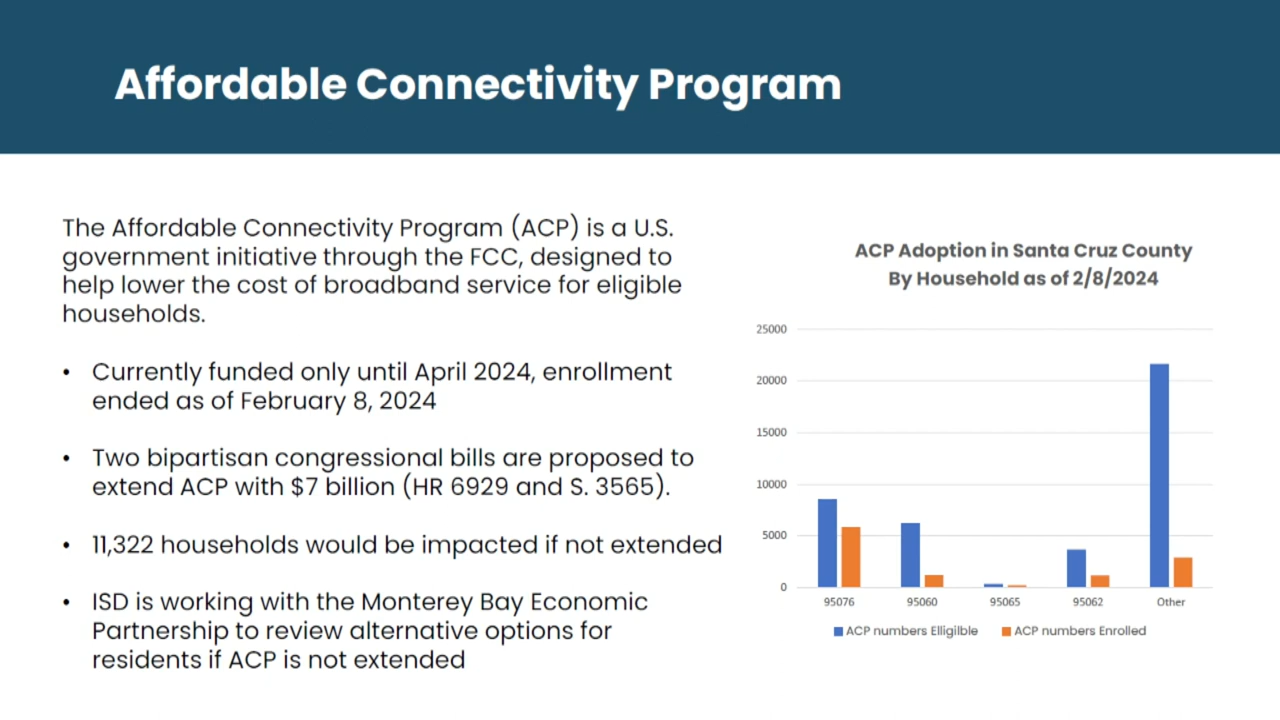 Affordable Connectivity Program
The Affordable Connectivity Program (ACP) is a U.S.
government initiative through the FCC, designed to
help lower the cost of broadband service for eligible
households.
• Currently funded only until April 2024, enrollment
ended as of February 8, 2024
• Two bipartisan congressional bills are proposed to
extend ACP with $7 billion (HR 6929 and S. 3565).
• 11,322 households would be impacted if not extended
• ISD is working with the Monterey Bay Economic
Partnership to review alternative options for
residents if ACP is not extended
ACP Adoption in Santa Cruz County
By Household as of 2/8/2024
25000
20000
15000
10000
5000
0
95076 95060 95065 95062 Other
ACP numbers Elligilble ACP numbers Enrolled